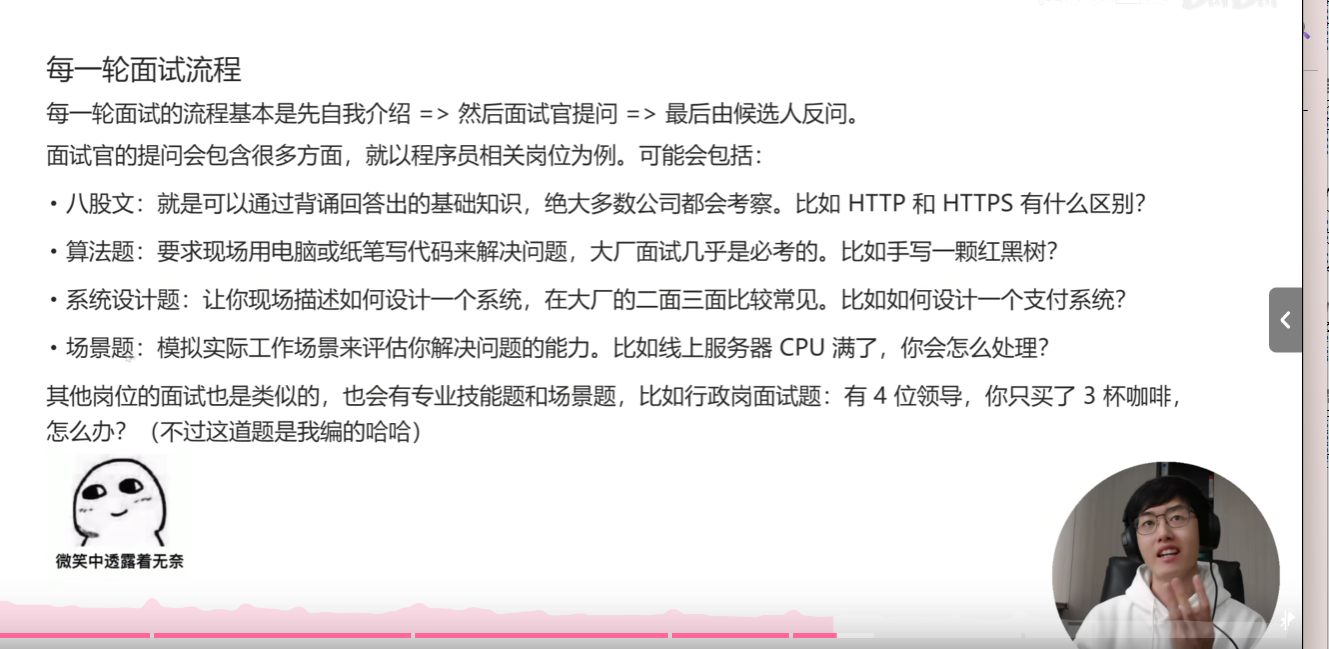 每一轮面试流程
每一轮面试的流程基本是先自我介绍 => 然后面试官提问 => 最后由候选人反问。
面试官的提问会包含很多方面，就以程序员相关岗位为例。可能会包括：
• 八股文：就是可以通过背诵回答出的基础知识，绝大多数公司都会考察。比如 HTTP 和 HTTPS 有什么区别？
• 算法题：要求现场用电脑或纸笔写代码来解决问题，大厂面试几乎是必考的。比如手写一颗红黑树？
• 系统设计题：让你现场描述如何设计一个系统，在大厂的二面三面比较常见。比如如何设计一个支付系统？
• 场景题：模拟实际工作场景来评估你解决问题的能力。比如线上服务器 CPU 满了，你会怎么处理？
其他岗位的面试也是类似的，也会有专业技能题和场景题，比如行政岗面试题：有 4 位领导，你只买了 3 杯咖啡，
怎么办？（不过这道题是我编的哈哈）
微笑中透露着无奈